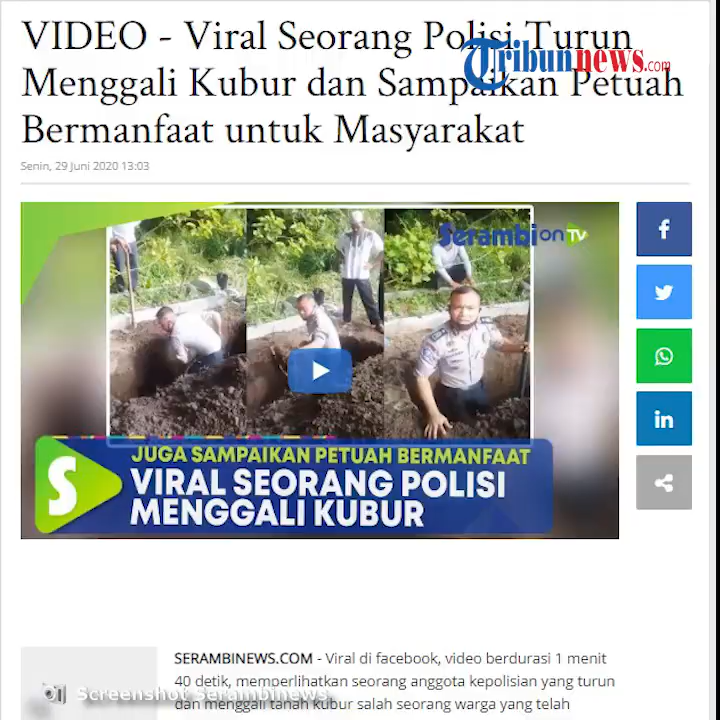 VIDEO - Viral Seorang Polisi Turun
Tribunnews.com
Menggali Kubur dan Sampaikan Petuah
Bermanfaat untuk Masyarakat
Senin, 29 Juni 2020 13:03
Serambi on TV
JUGA SAMPAIKAN PETUAH BERMANFAAT
S
VIRAL SEORANG POLISI
MENGGALI KUBUR
SERAMBINEWS.COM - Viral di facebook, video berdurasi 1 menit
40 detik, memperlihatkan seorang anggota kepolisian yang turun
Screenshot Serambinews.
dan menggali tanah kubur salah seorang warga yang telah